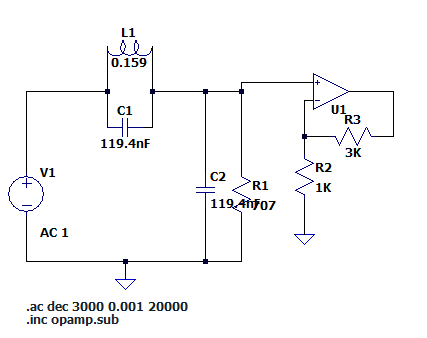 L1
0.159
C1
119.4nF
V1
AC 1
C2
119.4nF
R1
707
+
-
U1
R3
3K
R2
1K
.ac dec 3000 0.001 20000
.inc opamp.sub